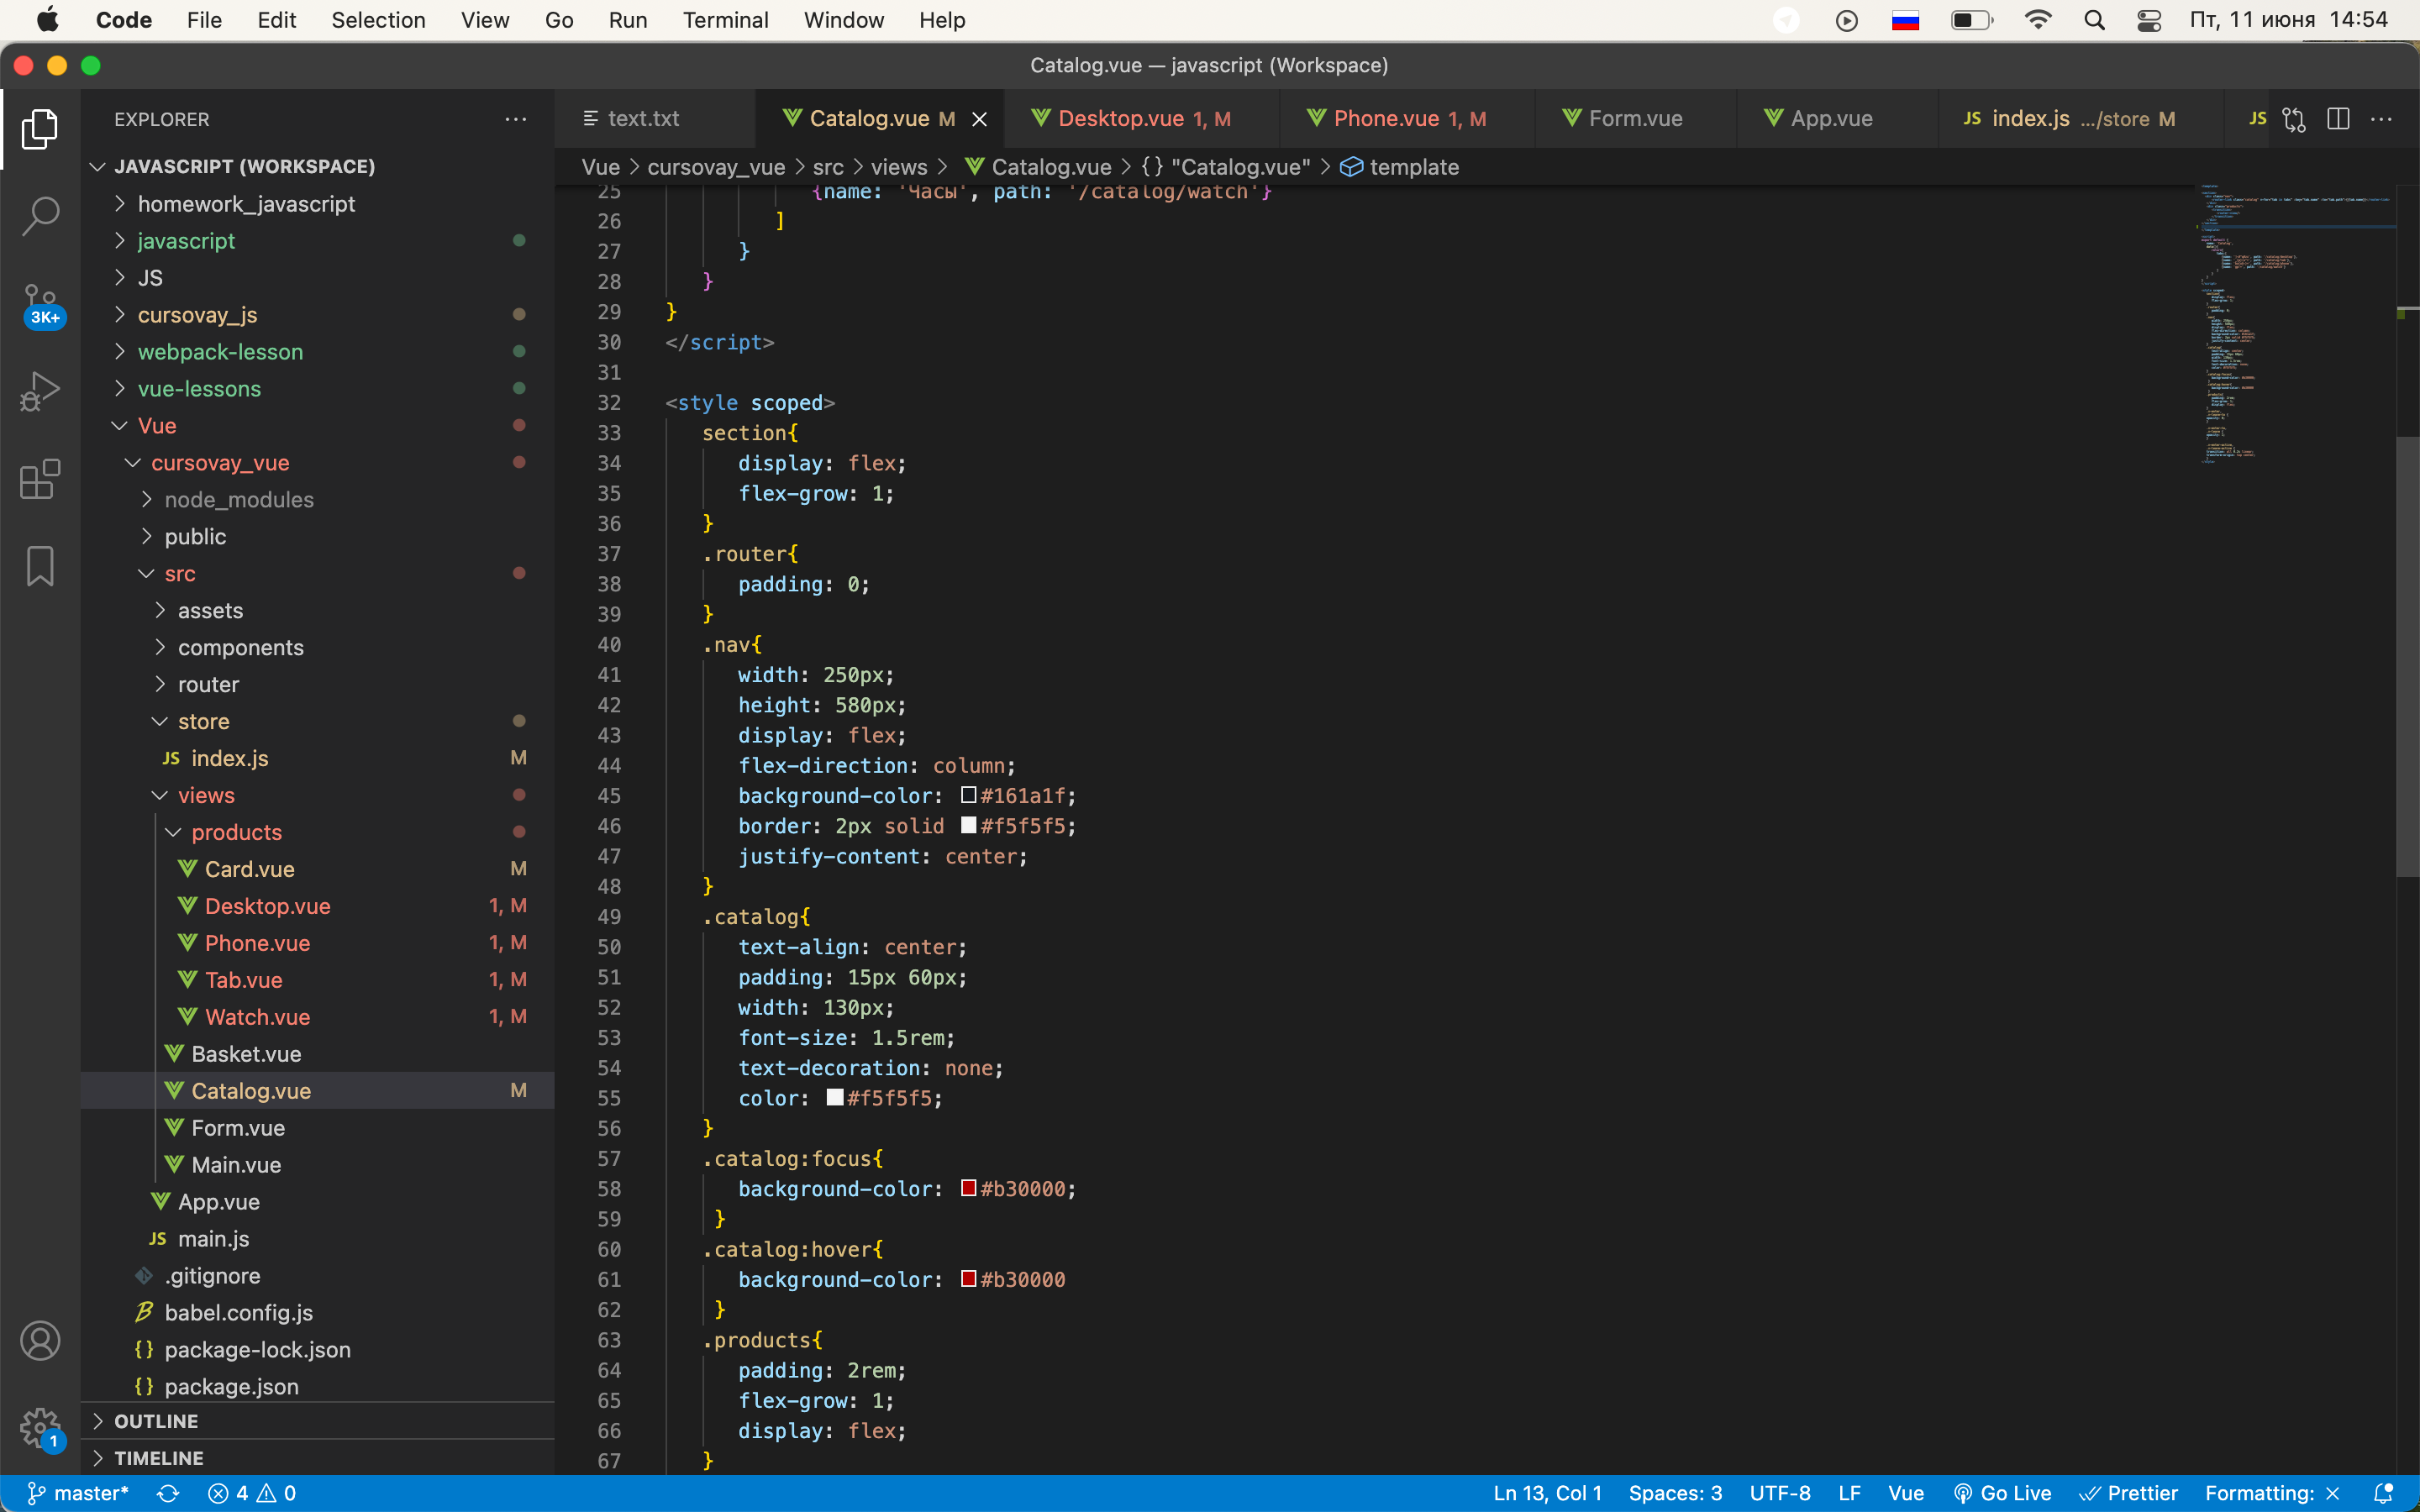 Code File Edit Selection View Go Run Terminal Window Help Пт, 11 июня 14:54
Catalog.vue — javascript (Workspace)
EXPLORER
text.txt Catalog.vue M Desktop.vue 1, M Phone.vue 1, M Form.vue App.vue JS index.js .../store M JS
JAVASCRIPT (WORKSPACE)
Vue > cursovay_vue > src > views > Catalog.vue > {} "Catalog.vue" > template
homework_javascript
javascript
JS
3K+
cursovay_js
webpack-lesson
vue-lessons
Vue
cursovay_vue
node_modules
public
src
assets
components
router
store
JS index.js M
views
products
Card.vue M
Desktop.vue 1, M
Phone.vue 1, M
Tab.vue 1, M
Watch.vue 1, M
Basket.vue
Catalog.vue M
Form.vue
Main.vue
App.vue
JS main.js
.gitignore
babel.config.js
{} package-lock.json
{} package.json
OUTLINE
1
TIMELINE
25 {name: 'Часы', path: '/catalog/watch'}
26 ]
27 }
28 }
29 }
30 </script>
31
32 <style scoped>
33 section{
34 display: flex;
35 flex-grow: 1;
36 }
37 .router{
38 padding: 0;
39 }
40 .nav{
41 width: 250px;
42 height: 580px;
43 display: flex;
44 flex-direction: column;
45 background-color: #161a1f;
46 border: 2px solid #f5f5f5;
47 justify-content: center;
48 }
49 .catalog{
50 text-align: center;
51 padding: 15px 60px;
52 width: 130px;
53 font-size: 1.5rem;
54 text-decoration: none;
55 color: #f5f5f5;
56 }
57 .catalog:focus{
58 background-color: #b30000;
59 }
60 .catalog:hover{
61 background-color: #b30000
62 }
63 .products{
64 padding: 2rem;
65 flex-grow: 1;
66 display: flex;
67 }
master* 4 0 Ln 13, Col 1 Spaces: 3 UTF-8 LF Vue Go Live Prettier Formatting: ×